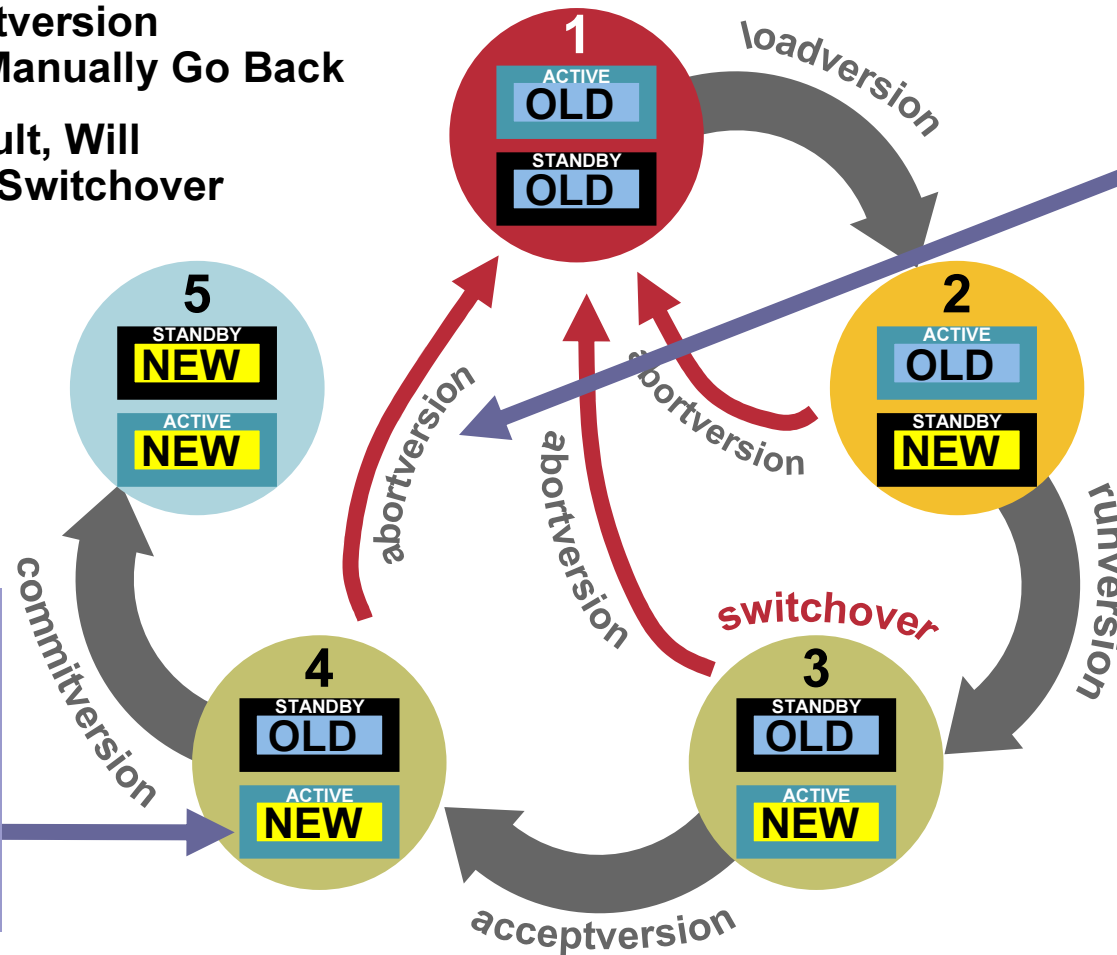 tversion
Manually Go Back
ult, Will
Switchover
1
ACTIVE
OLD
STANDBY
OLD
loadversion
2
ACTIVE
OLD
STANDBY
NEW
runversion
switchover
3
STANDBY
OLD
ACTIVE
NEW
acceptversion
4
STANDBY
OLD
ACTIVE
NEW
commitversion
5
STANDBY
NEW
ACTIVE
NEW
abortversion
abortversion
abortversion